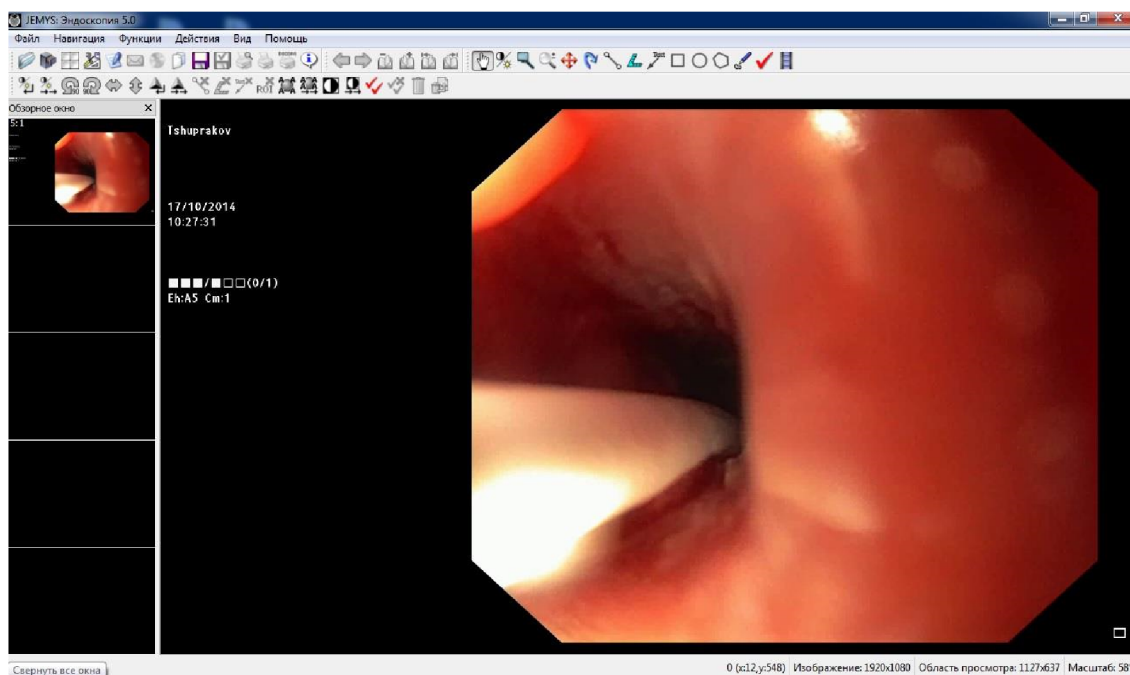 JEMYS: Эндоскопия 5.0
Файл Навигация Функции Действия Вид Помощь
Обзорное окно
5:1
Tshuprakov
17/10/2014
10:27:31
■■■/■□□(0/1)
Eh:A5 Cm:1
Свернуть все окна
0 (x:12,y:548) Изображение: 1920x1080 Область просмотра: 1127x637 Масштаб: 58